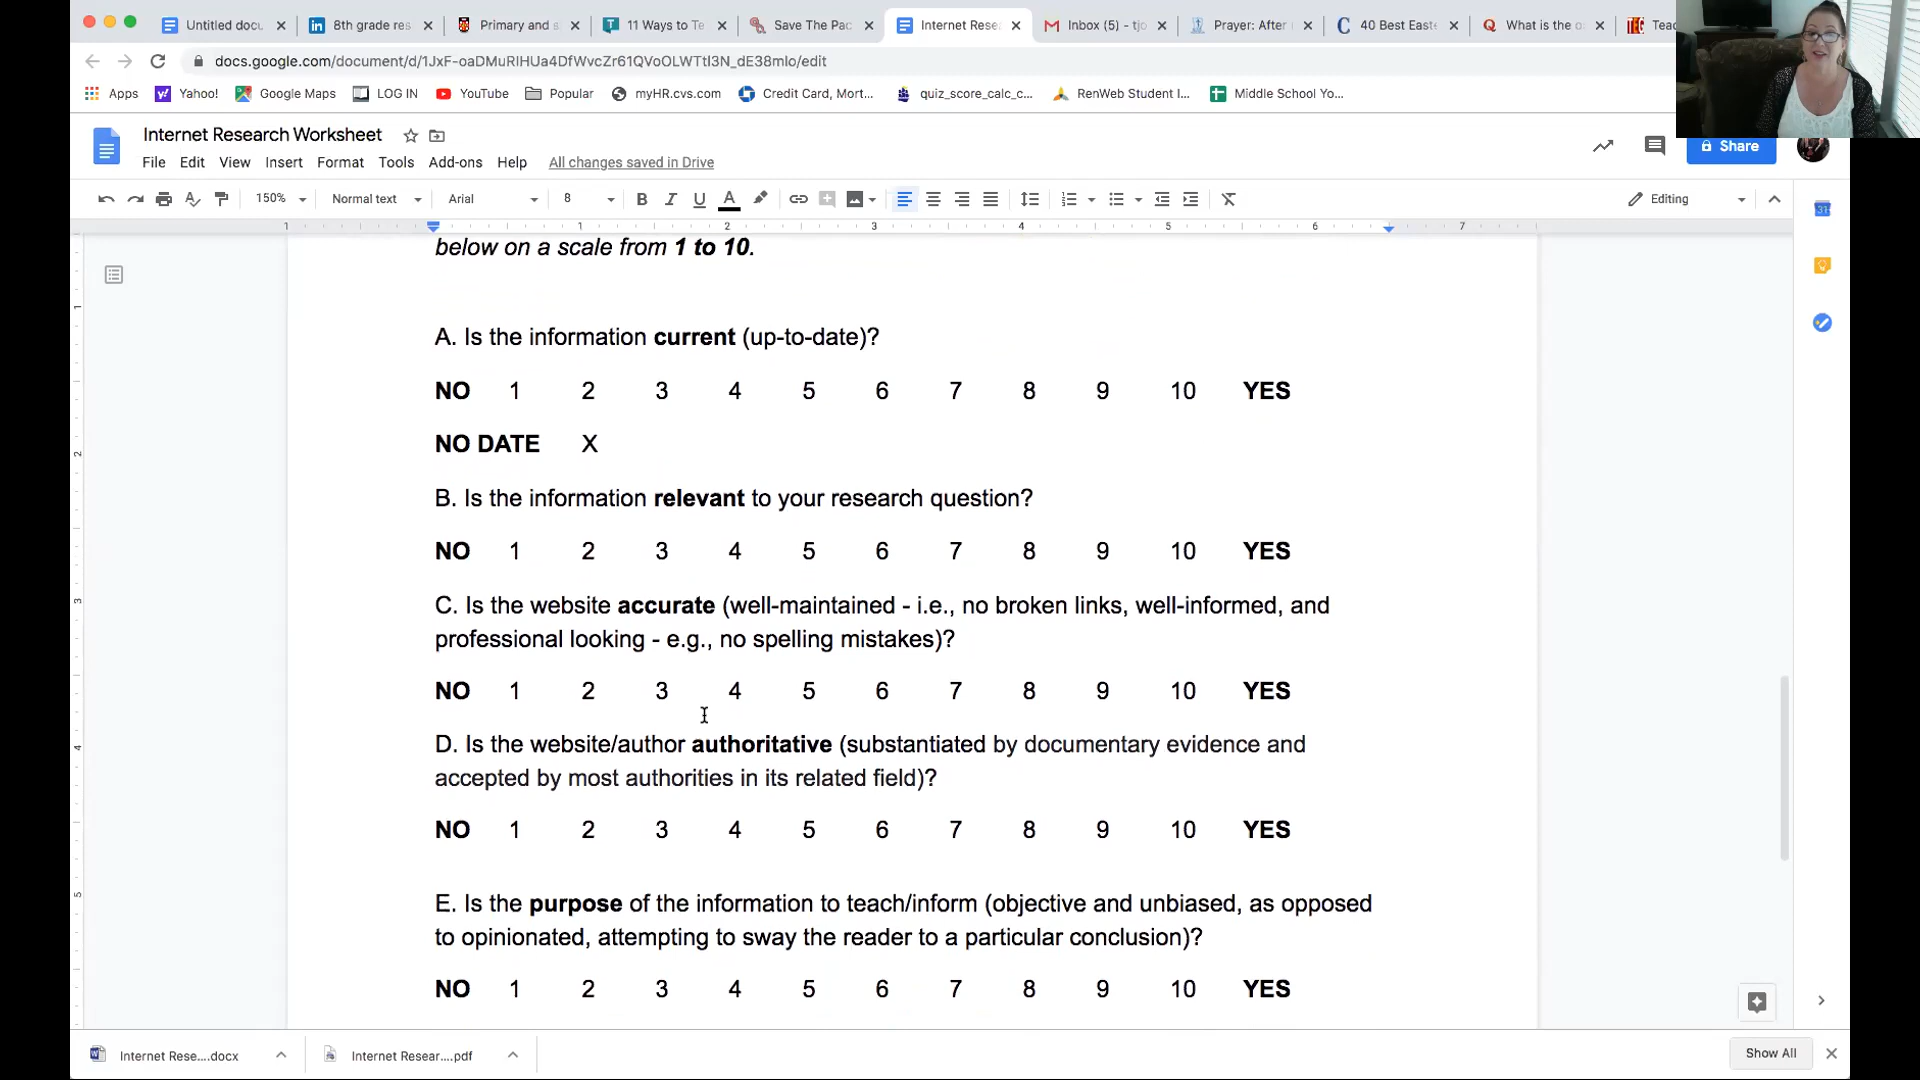 Untitled docu
8th grade res
Primary and s
11 Ways to Te
Save The Pac
Internet Resea
Inbox (5) - tjo
Prayer: After
40 Best Easte
What is the o
Teac
docs.google.com/document/d/1JxF-oaDMuRlHUa4DfWvcZr61QVoOLWTtI3N_dE38mlo/edit
Apps
Yahoo!
Google Maps
LOG IN
YouTube
Popular
myHR.cvs.com
Credit Card, Mort...
quiz_score_calc_c...
RenWeb Student I...
Middle School Yo...
Internet Research Worksheet
File Edit View Insert Format Tools Add-ons Help All changes saved in Drive
Share
150% Normal text Arial 8 B I U A Editing
1 1 2 3 4 5 6 7
below on a scale from 1 to 10.
A. Is the information current (up-to-date)?
NO 1 2 3 4 5 6 7 8 9 10 YES
NO DATE X
B. Is the information relevant to your research question?
NO 1 2 3 4 5 6 7 8 9 10 YES
C. Is the website accurate (well-maintained - i.e., no broken links, well-informed, and
professional looking - e.g., no spelling mistakes)?
NO 1 2 3 4 5 6 7 8 9 10 YES
D. Is the website/author authoritative (substantiated by documentary evidence and
accepted by most authorities in its related field)?
NO 1 2 3 4 5 6 7 8 9 10 YES
E. Is the purpose of the information to teach/inform (objective and unbiased, as opposed
to opinionated, attempting to sway the reader to a particular conclusion)?
NO 1 2 3 4 5 6 7 8 9 10 YES
Internet Rese....docx
Internet Resear....pdf
Show All